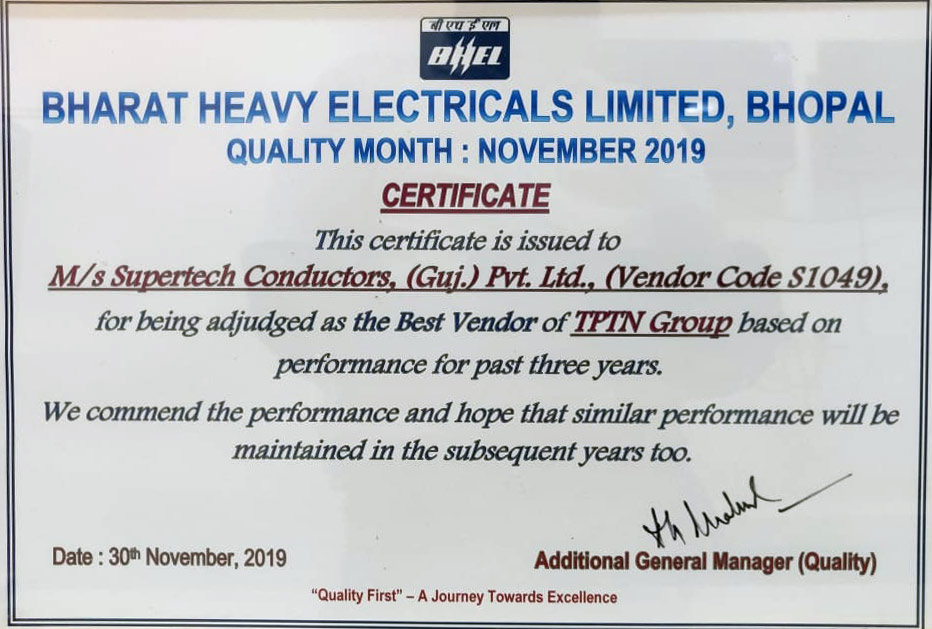 बी एच ई एल
BHEL
BHARAT HEAVY ELECTRICALS LIMITED, BHOPAL
QUALITY MONTH : NOVEMBER 2019
CERTIFICATE
This certificate is issued to
M/s Supertech Conductors, (Guj.) Pvt. Ltd., (Vendor Code S1049),
for being adjudged as the Best Vendor of TPTN Group based on
performance for past three years.
We commend the performance and hope that similar performance will be
maintained in the subsequent years too.
Date : 30th November, 2019
Additional General Manager (Quality)
“Quality First” – A Journey Towards Excellence